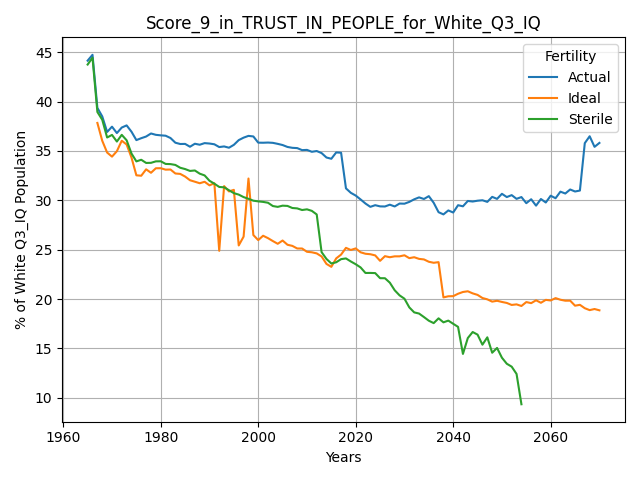 Score_9_in_TRUST_IN_PEOPLE_for_White_Q3_IQ
Fertility
Actual
Ideal
Sterile
% of White Q3_IQ Population
45
40
35
30
25
20
15
10
1960
1980
2000
2020
2040
2060
Years